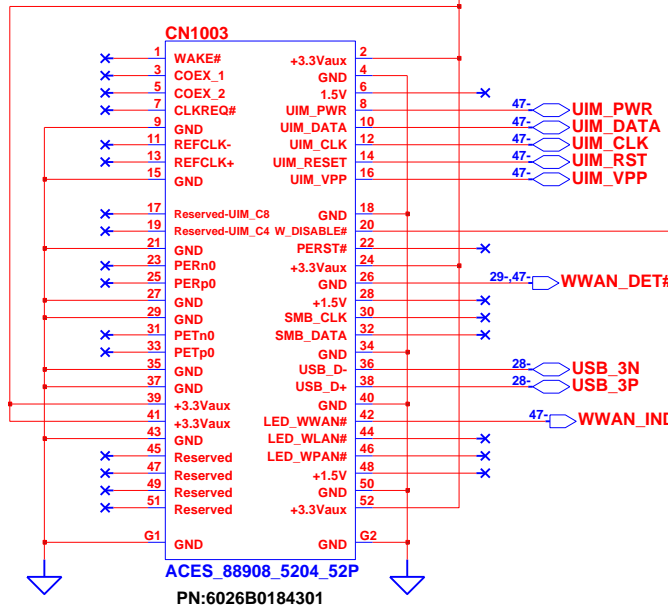 CN1003
1 WAKE# +3.3Vaux 2
3 COEX_1 GND 4
5 COEX_2 1.5V 6
7 CLKREQ# UIM_PWR 8 47- UIM_PWR
9 GND UIM_DATA 10 47- UIM_DATA
11 REFCLK- UIM_CLK 12 47- UIM_CLK
13 REFCLK+ UIM_RESET 14 47- UIM_RST
15 GND UIM_VPP 16 47- UIM_VPP
17 Reserved-UIM_C8 GND 18
19 Reserved-UIM_C4 W_DISABLE# 20
21 GND PERST# 22
23 PERn0 +3.3Vaux 24
25 PERp0 GND 26 29-,47- WWAN_DET#
27 GND +1.5V 28
29 GND SMB_CLK 30
31 PETn0 SMB_DATA 32
33 PETp0 GND 34
35 GND USB_D- 36 28- USB_3N
37 GND USB_D+ 38 28- USB_3P
39 +3.3Vaux GND 40
41 +3.3Vaux LED_WWAN# 42 47- WWAN_IND
43 GND LED_WLAN# 44
45 Reserved LED_WPAN# 46
47 Reserved +1.5V 48
49 Reserved GND 50
51 Reserved +3.3Vaux 52
G1 GND GND G2
ACES_88908_5204_52P
PN:6026B0184301